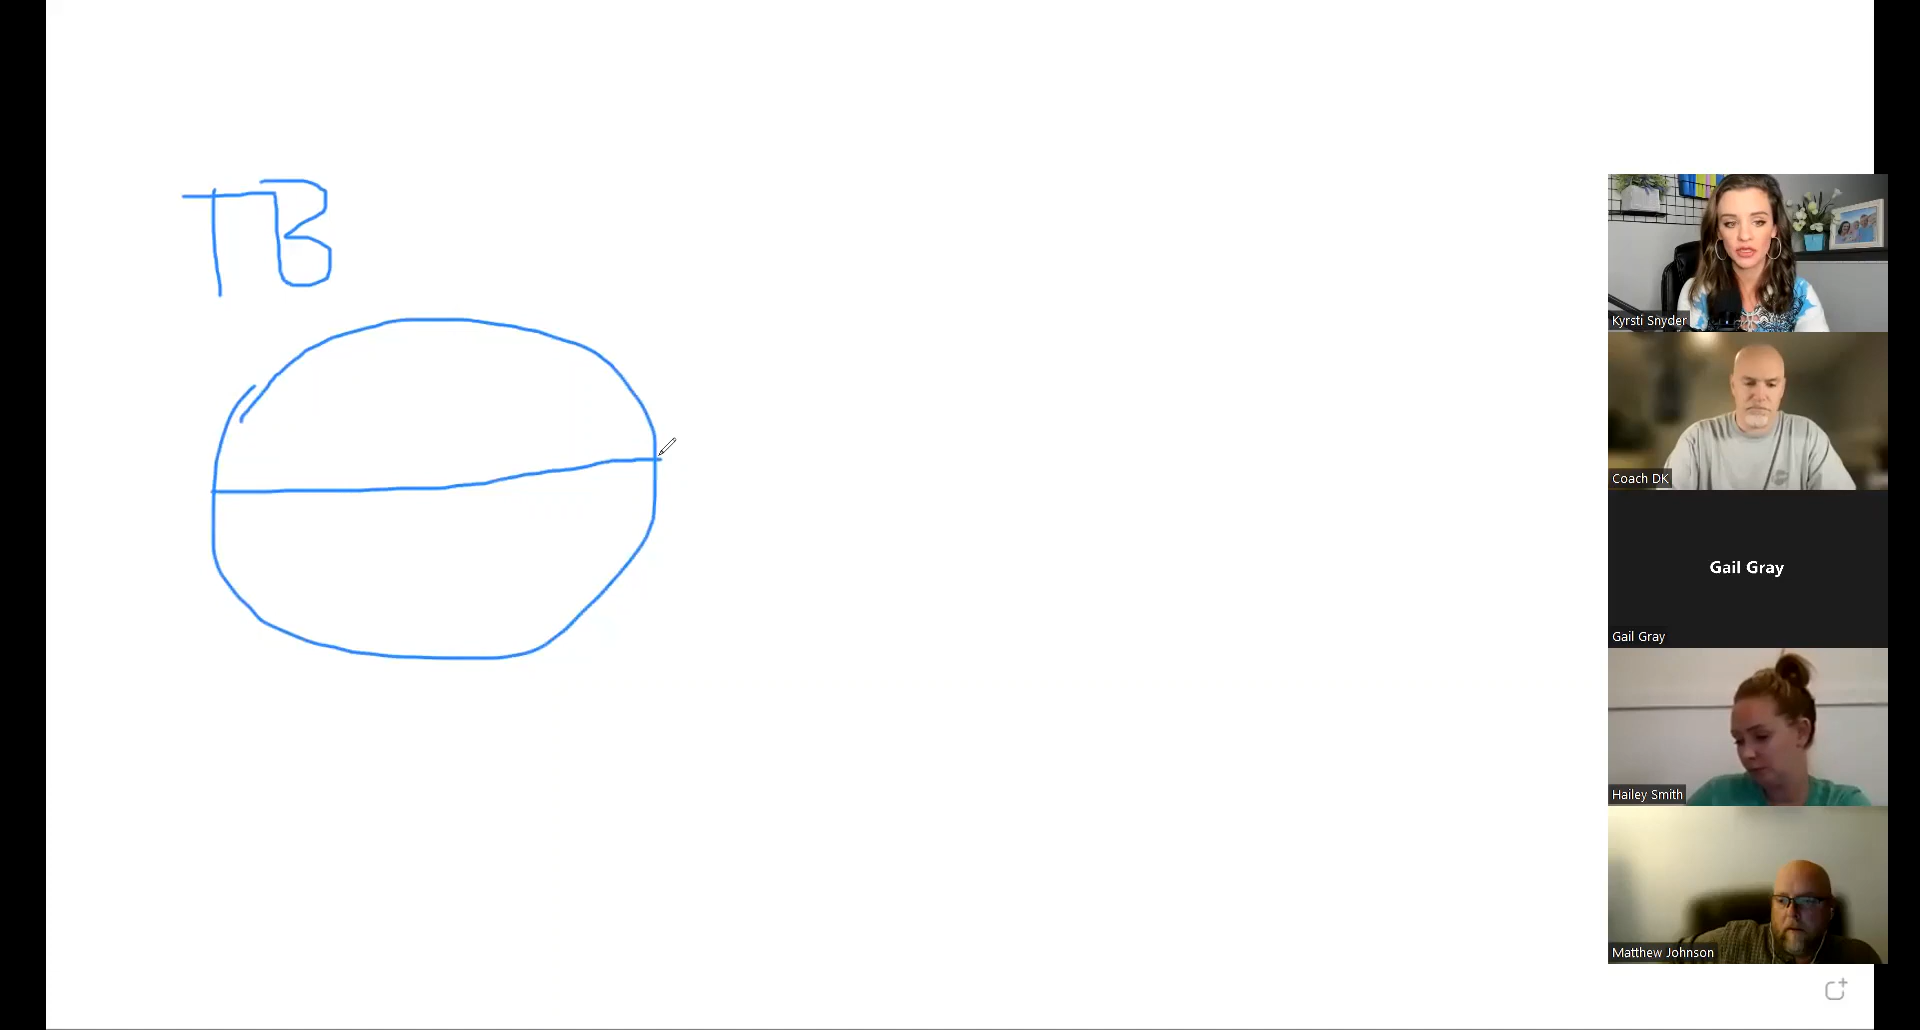 TB
Kyrsti Snyder
Coach DK
Gail Gray
Gail Gray
Hailey Smith
Matthew Johnson